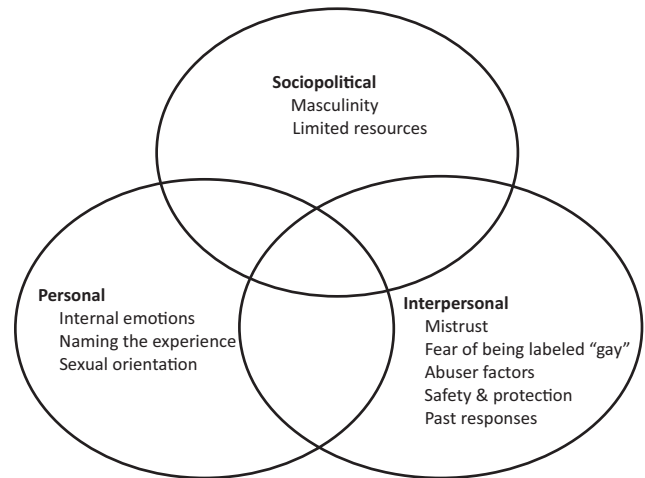 Sociopolitical
Masculinity
Limited resources
Personal
Internal emotions
Naming the experience
Sexual orientation
Interpersonal
Mistrust
Fear of being labeled “gay”
Abuser factors
Safety & protection
Past responses